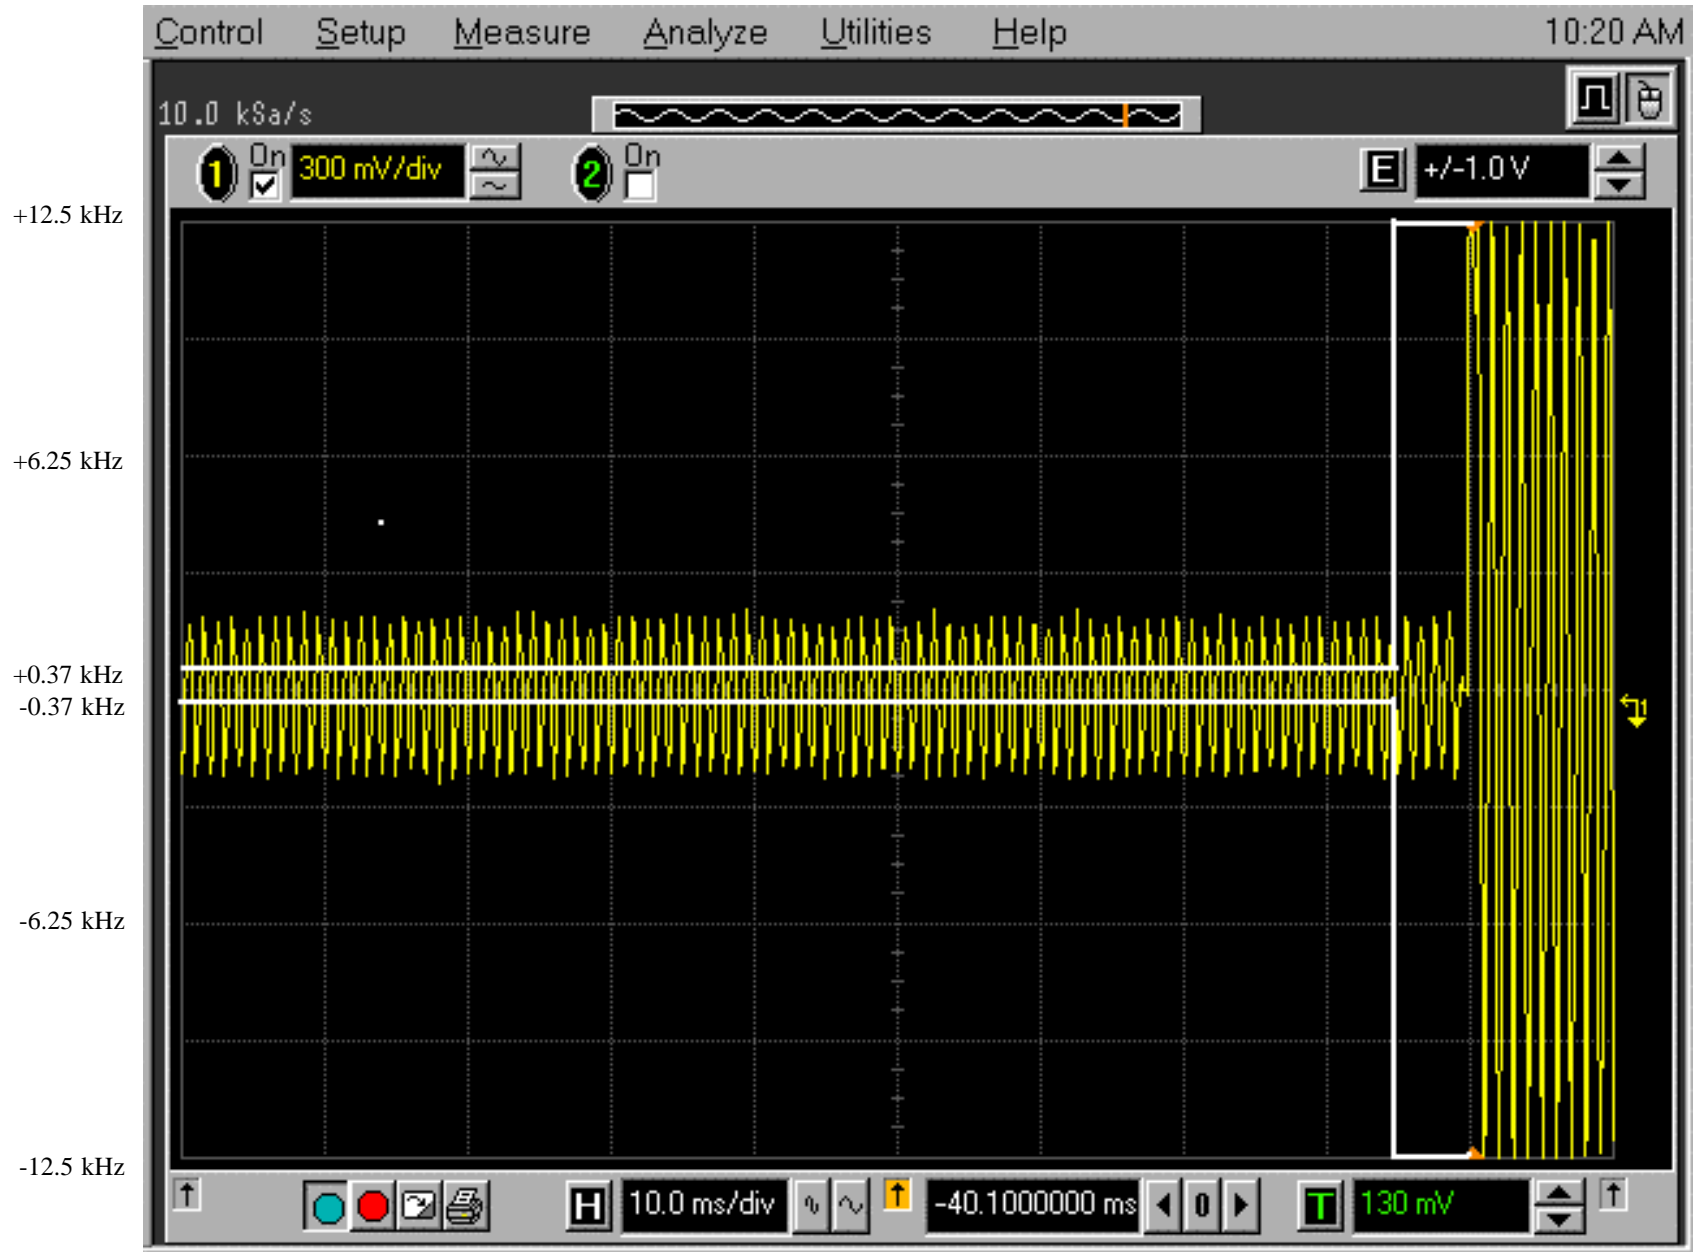 Control Setup Measure Analyze Utilities Help 10:20 AM
10.0 kSa/s
1 On 300 mV/div 2 On E +/-1.0 V
+12.5 kHz
+6.25 kHz
+0.37 kHz
-0.37 kHz
-6.25 kHz
-12.5 kHz
H 10.0 ms/div -40.1000000 ms 0 T 130 mV